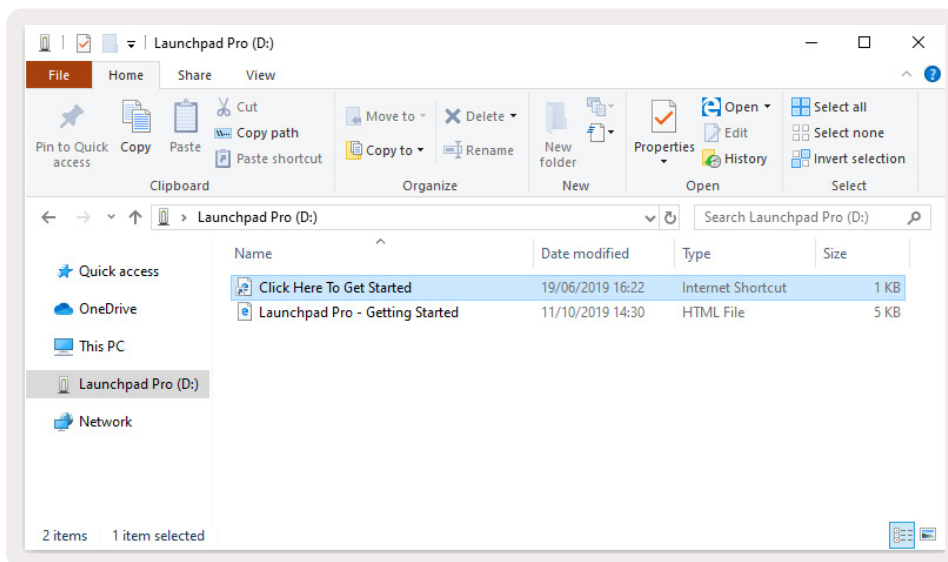 Launchpad Pro (D:)
File Home Share View
Pin to Quick access
Copy
Paste
Cut
Copy path
Paste shortcut
Clipboard
Move to
Copy to
Delete
Rename
Organize
New folder
New
Properties
Open
Edit
History
Open
Select all
Select none
Invert selection
Select
Launchpad Pro (D:)
Search Launchpad Pro (D:)
Quick access
OneDrive
This PC
Launchpad Pro (D:)
Network
Name Date modified Type Size
Click Here To Get Started 19/06/2019 16:22 Internet Shortcut 1 KB
Launchpad Pro - Getting Started 11/10/2019 14:30 HTML File 5 KB
2 items 1 item selected